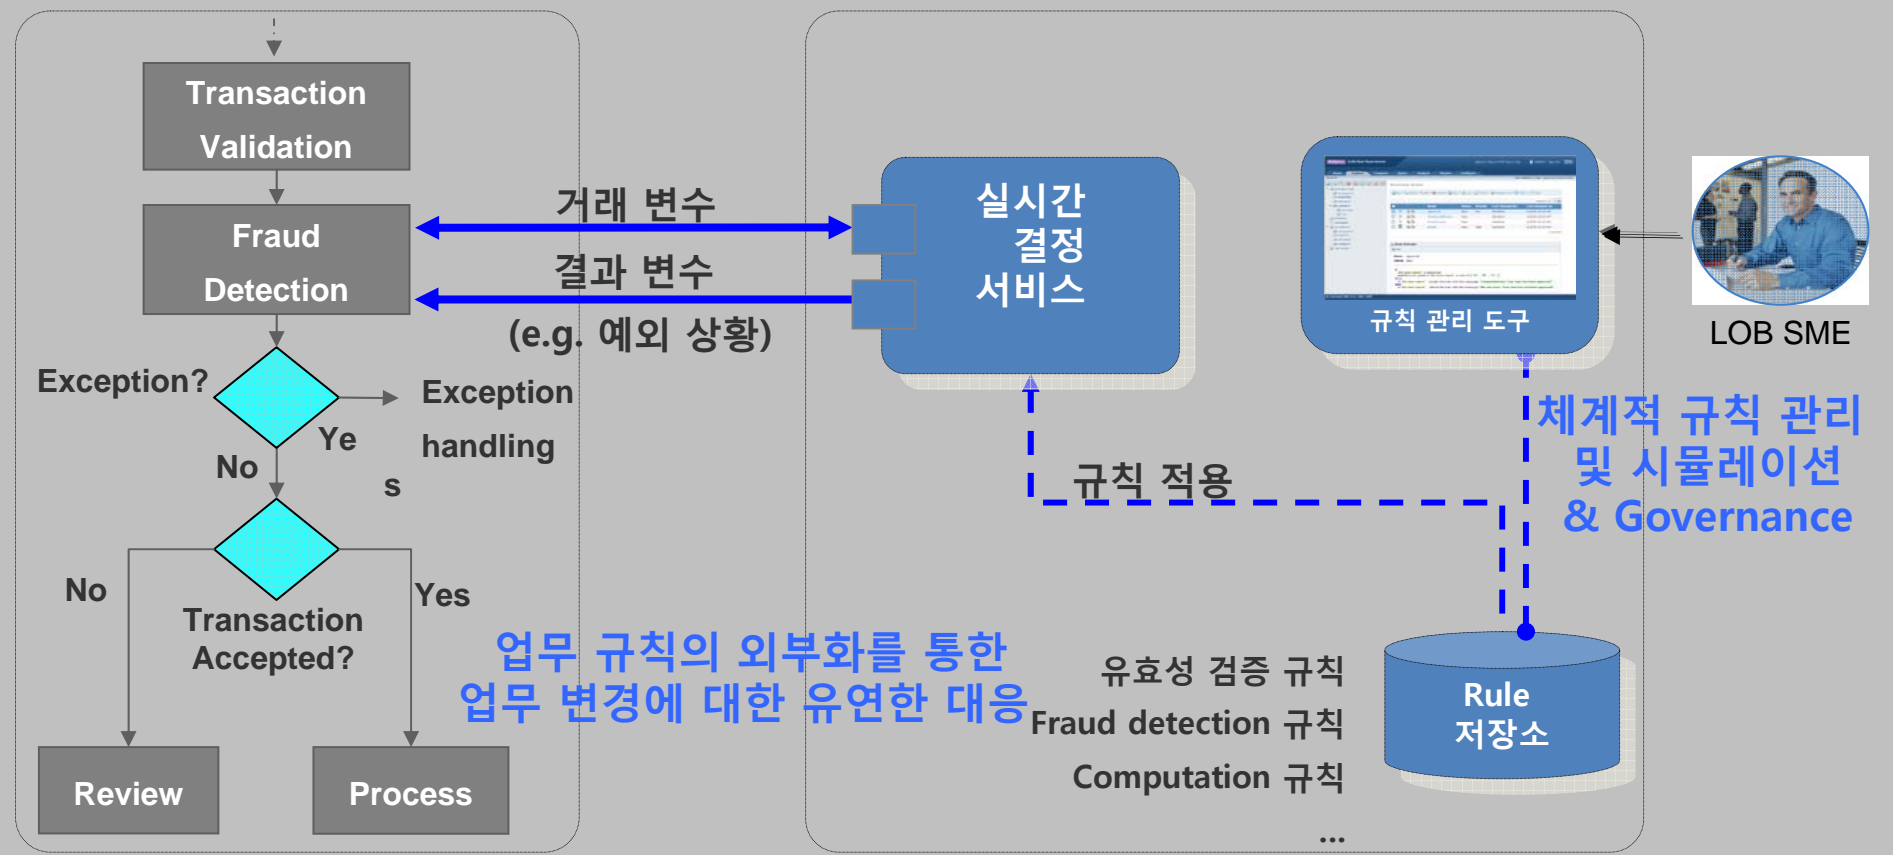 Transaction
Validation
Fraud
Detection
Exception?
Ye
s
Exception
handling
No
No
Yes
Transaction
Accepted?
Review
Process
거래 변수
결과 변수
(e.g. 예외 상황)
실시간
결정
서비스
규칙 관리 도구
LOB SME
체계적 규칙 관리
및 시뮬레이션
& Governance
규칙 적용
업무 규칙의 외부화를 통한
업무 변경에 대한 유연한 대응
유효성 검증 규칙
Fraud detection 규칙
Computation 규칙
...
Rule
저장소